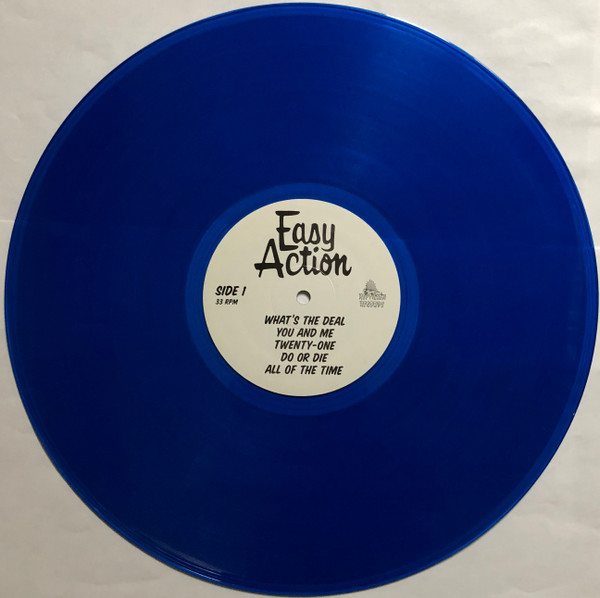 Easy
Action
SIDE 1
33 RPM
WHAT'S THE DEAL
YOU AND ME
TWENTY-ONE
DO OR DIE
ALL OF THE TIME